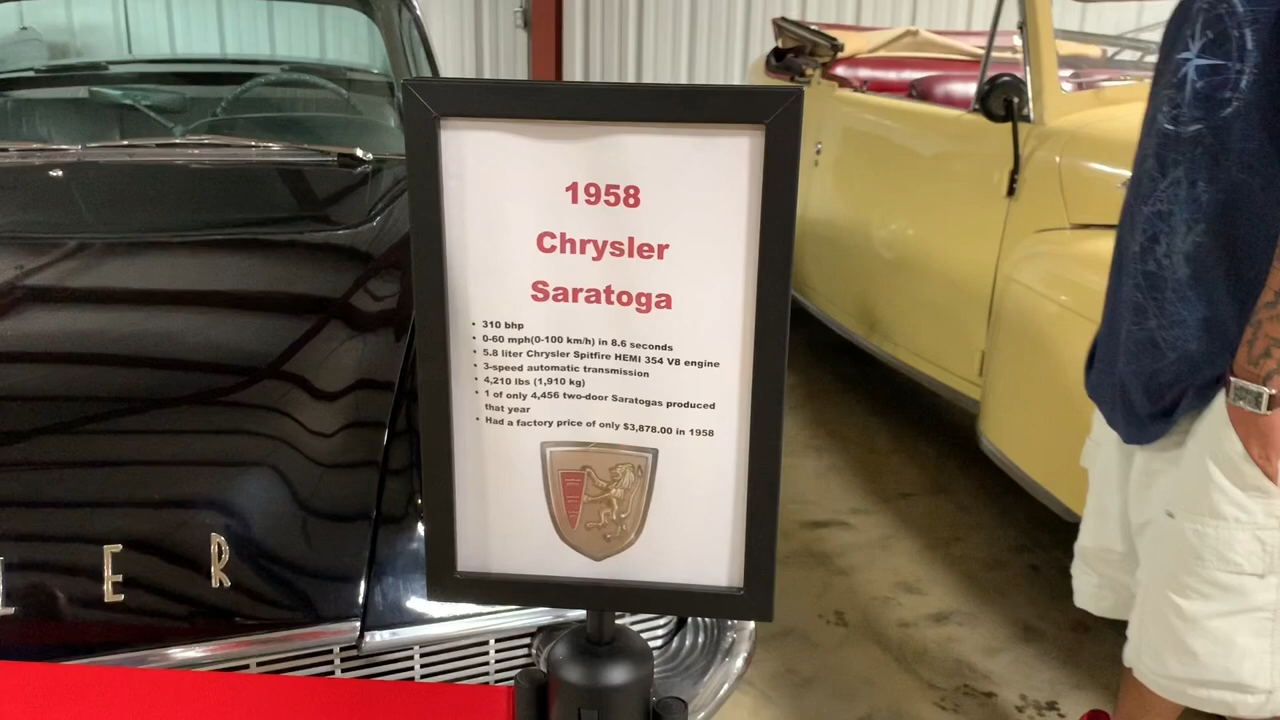 1958
Chrysler
Saratoga
• 310 bhp
• 0-60 mph(0-100 km/h) in 8.6 seconds
• 5.8 liter Chrysler Spitfire HEMI 354 V8 engine
• 3-speed automatic transmission
• 4,210 lbs (1,910 kg)
• 1 of only 4,456 two-door Saratogas produced
that year
• Had a factory price of only $3,878.00 in 1958
L E R